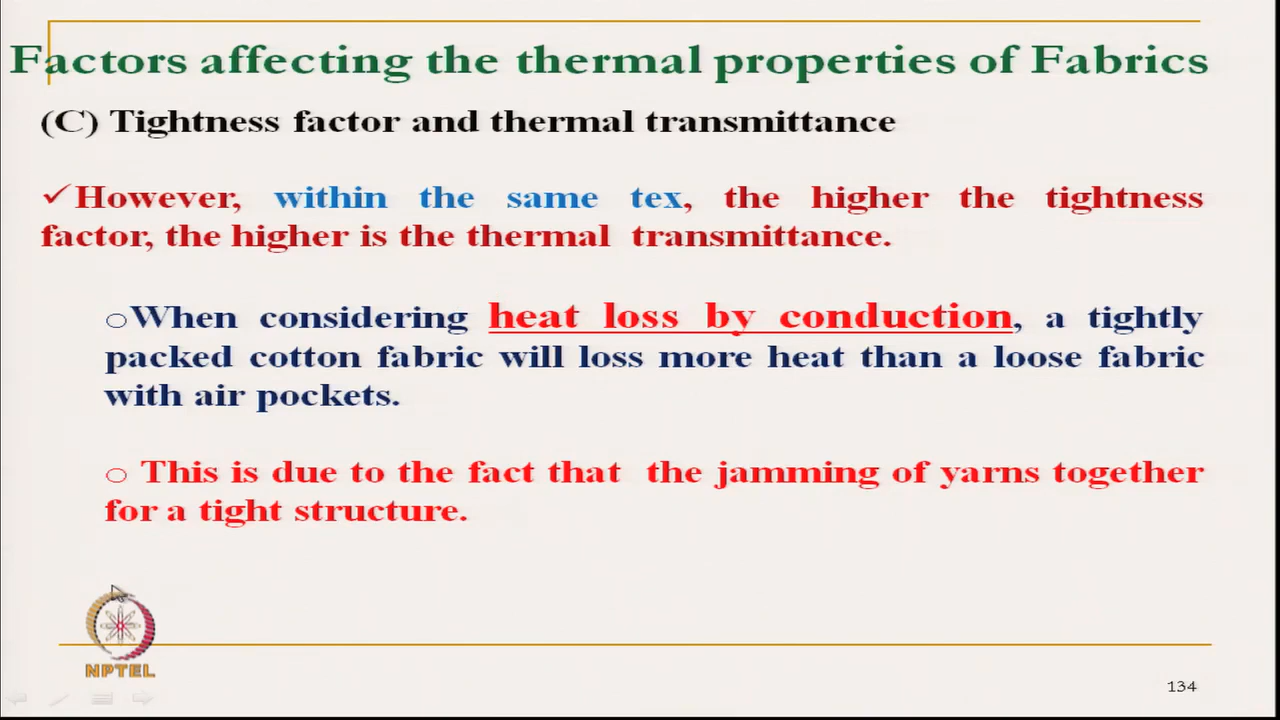 Factors affecting the thermal properties of Fabrics
(C) Tightness factor and thermal transmittance
✓However, within the same tex, the higher the tightness
factor, the higher is the thermal transmittance.
oWhen considering heat loss by conduction, a tightly
packed cotton fabric will loss more heat than a loose fabric
with air pockets.
o This is due to the fact that the jamming of yarns together
for a tight structure.
NPTEL
134